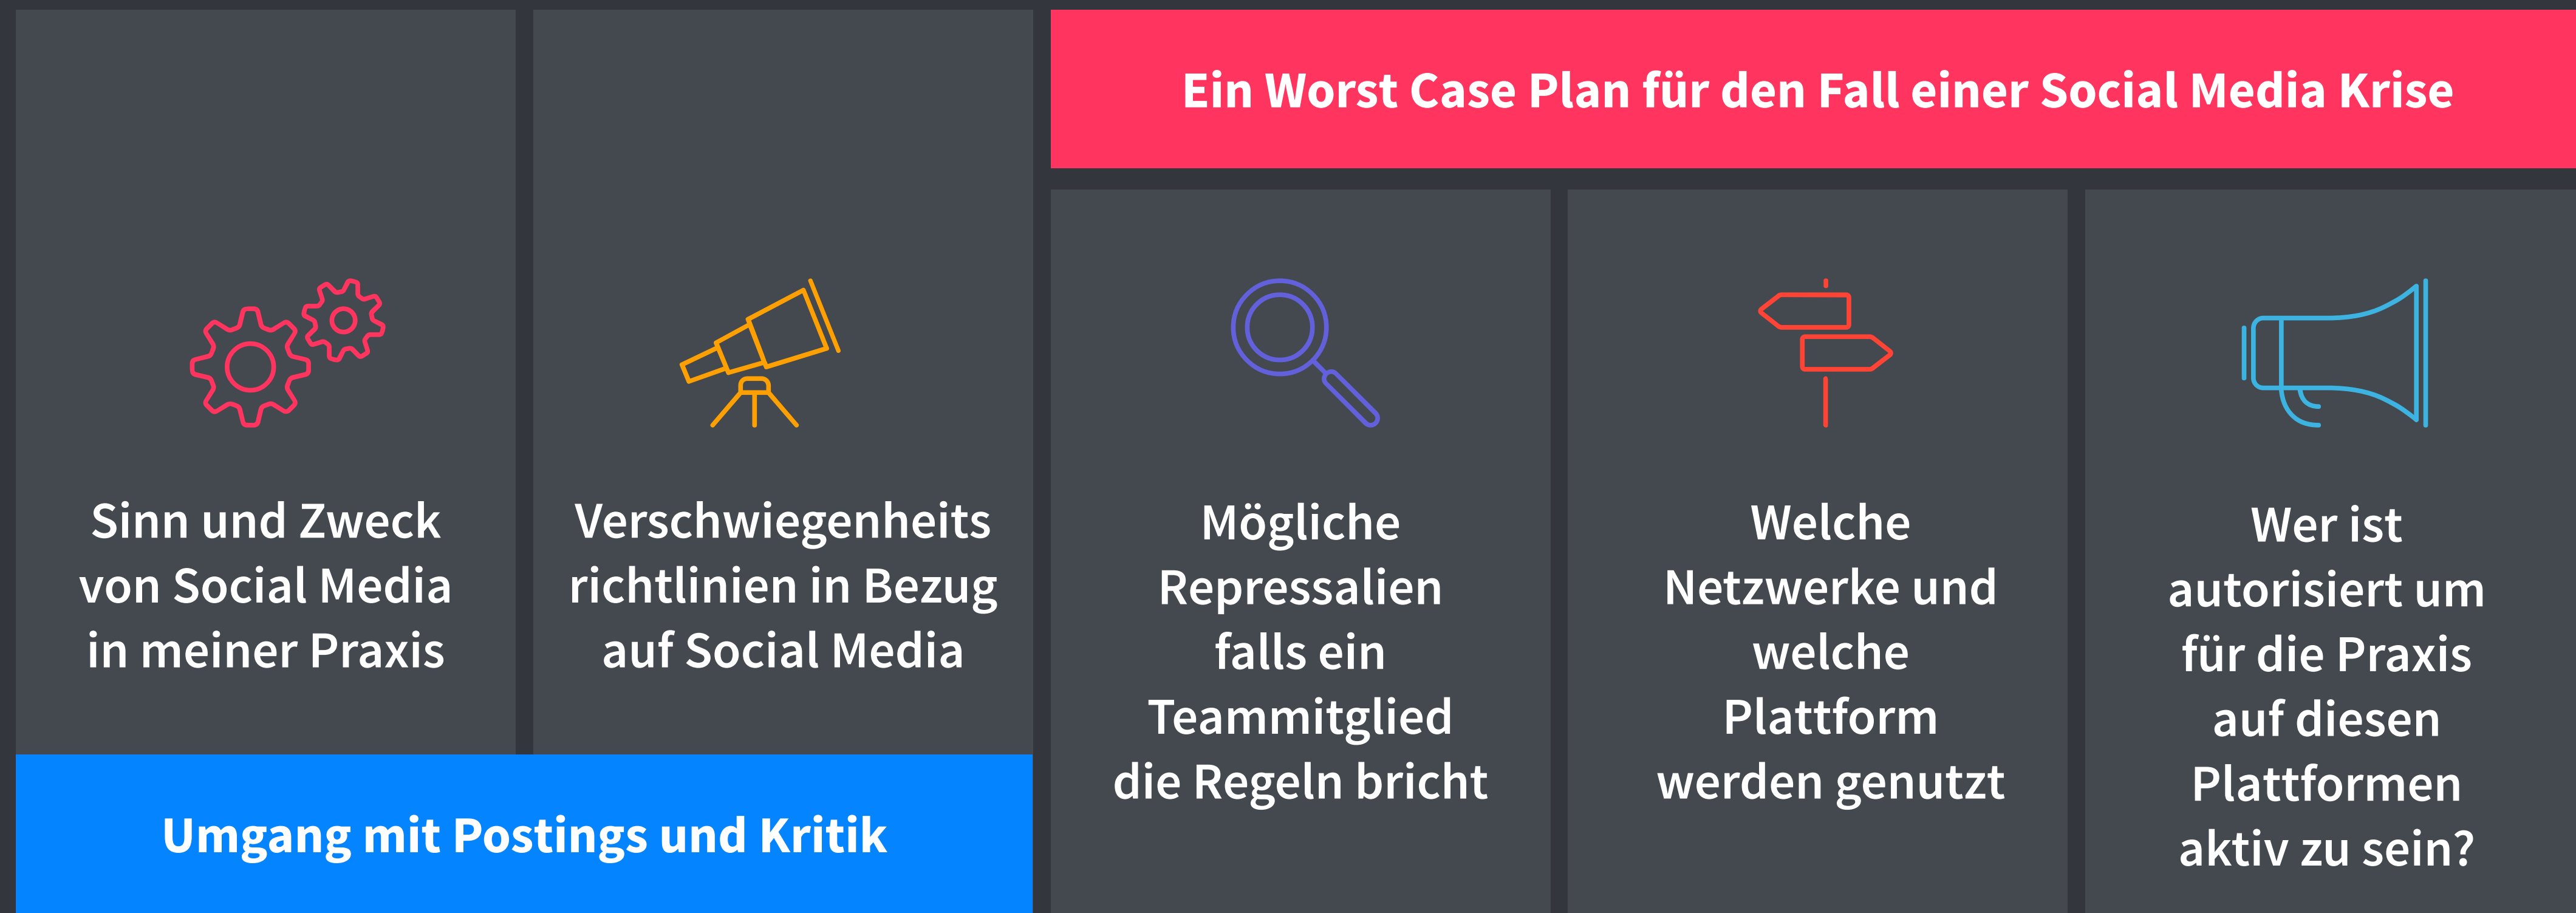 Sinn und Zweck
von Social Media
in meiner Praxis
Verschwiegenheits
richtlinien in Bezug
auf Social Media
Umgang mit Postings und Kritik
Ein Worst Case Plan für den Fall einer Social Media Krise
Mögliche
Repressalien
falls ein
Teammitglied
die Regeln bricht
Welche
Netzwerke und
welche
Plattform
werden genutzt
Wer ist
autorisiert um
für die Praxis
auf diesen
Plattformen
aktiv zu sein?